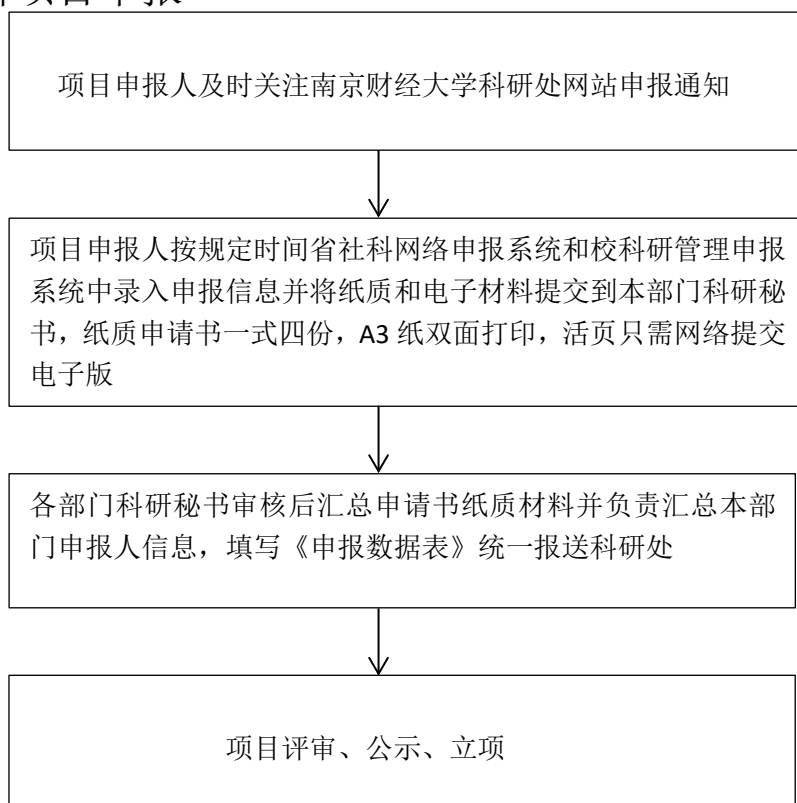 项目申报人及时关注南京财经大学科研处网站申报通知
项目申报人按规定时间省社科网络申报系统和校科研管理申报
系统中录入申报信息并将纸质和电子材料提交到本部门科研秘
书，纸质申请书一式四份，A3 纸双面打印，活页只需网络提交
电子版
各部门科研秘书审核后汇总申请书纸质材料并负责汇总本部
门申报人信息，填写《申报数据表》统一报送科研处
项目评审、公示、立项